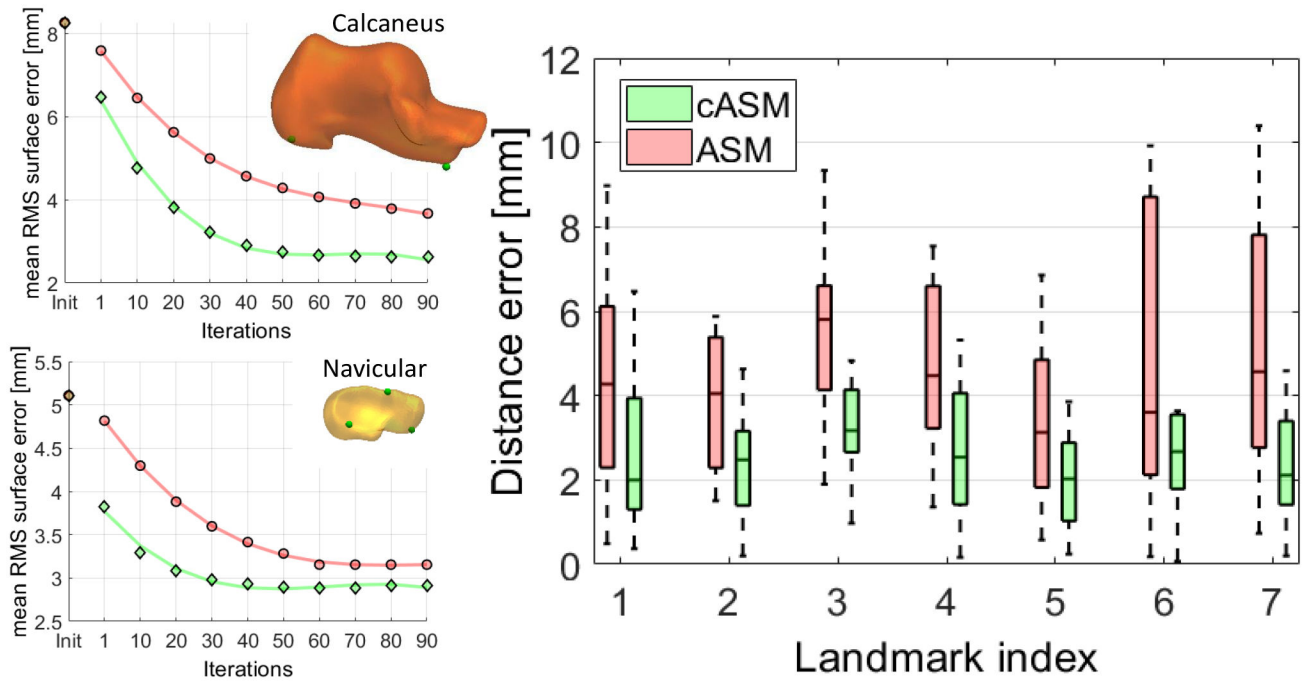 Calcaneus
mean RMS surface error [mm]
8
6
4
2
Init 1 10 20 30 40 50 60 70 80 90
Iterations
Navicular
mean RMS surface error [mm]
5.5
5
4.5
4
3.5
3
2.5
Init 1 10 20 30 40 50 60 70 80 90
Iterations
Distance error [mm]
12
10
8
6
4
2
0
cASM
ASM
1 2 3 4 5 6 7
Landmark index